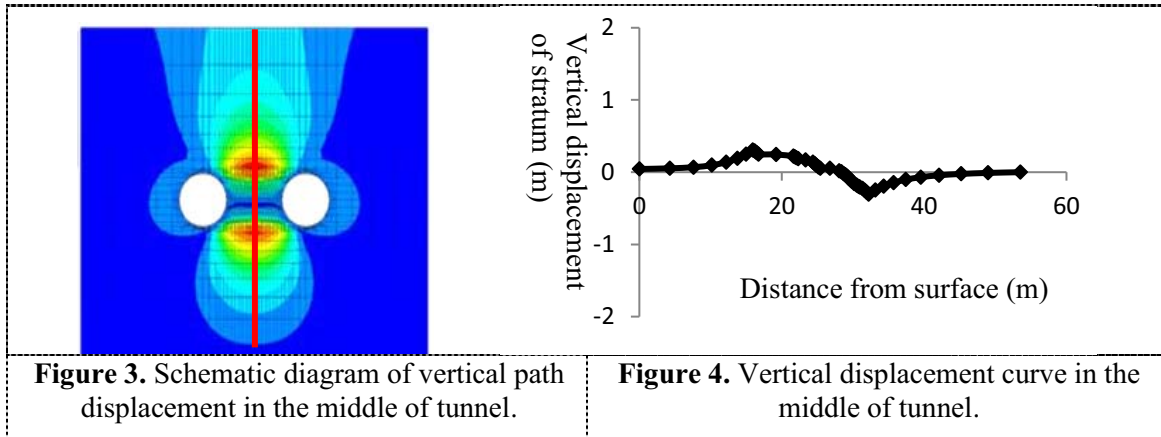 2
1
0
-1
-2
0
20
40
60
Vertical displacement
of stratum (m)
Distance from surface (m)
Figure 3. Schematic diagram of vertical path
displacement in the middle of tunnel.
Figure 4. Vertical displacement curve in the
middle of tunnel.